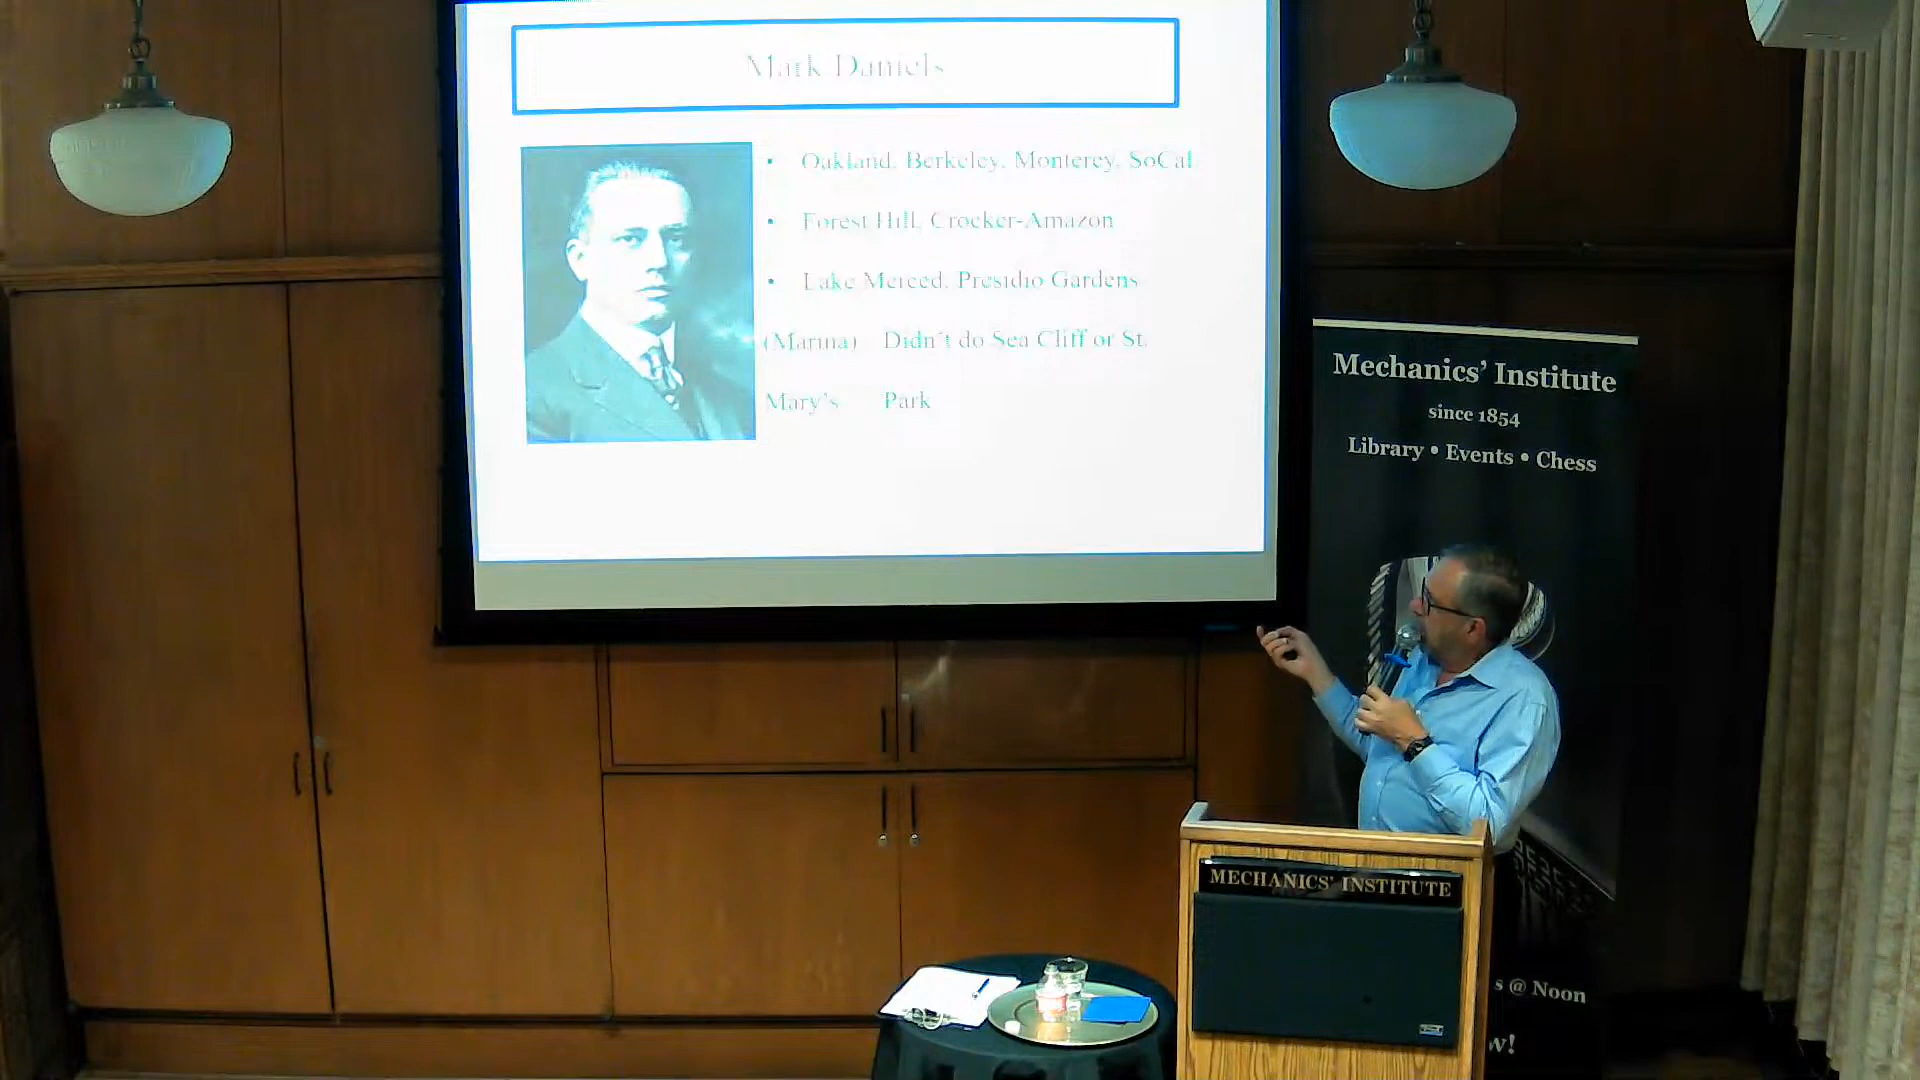 Mark Daniels
• Oakland, Berkeley, Monterey, SoCal
• Forest Hill, Crocker-Amazon
• Lake Merced, Presidio Gardens
(Marina) Didn't do Sea Cliff or St.
Mary's Park
Mechanics' Institute
since 1854
Library • Events • Chess
s @ Noon
w!
MECHANICS' INSTITUTE